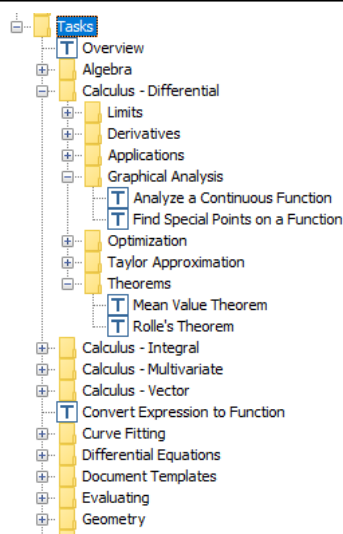 Tasks
Overview
Algebra
Calculus - Differential
Limits
Derivatives
Applications
Graphical Analysis
Analyze a Continuous Function
Find Special Points on a Function
Optimization
Taylor Approximation
Theorems
Mean Value Theorem
Rolle's Theorem
Calculus - Integral
Calculus - Multivariate
Calculus - Vector
Convert Expression to Function
Curve Fitting
Differential Equations
Document Templates
Evaluating
Geometry